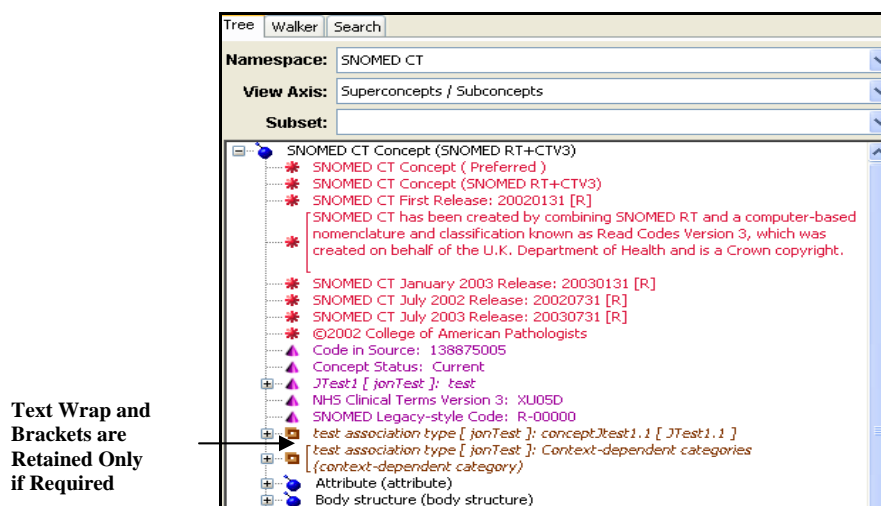 Tree Walker Search
Namespace: SNOMED CT
View Axis: Superconcepts / Subconcepts
Subset:
SNOMED CT Concept (SNOMED RT+CTV3)
SNOMED CT Concept ( Preferred )
SNOMED CT Concept (SNOMED RT+CTV3)
SNOMED CT First Release: 20020131 [R]
SNOMED CT has been created by combining SNOMED RT and a computer-based
nomenclature and classification known as Read Codes Version 3, which was
created on behalf of the U.K. Department of Health and is a Crown copyright.
SNOMED CT January 2003 Release: 20030131 [R]
SNOMED CT July 2002 Release: 20020731 [R]
SNOMED CT July 2003 Release: 20030731 [R]
©2002 College of American Pathologists
Code in Source: 138875005
Concept Status: Current
JTest1 [ jonTest ]: test
NHS Clinical Terms Version 3: XU05D
SNOMED Legacy-style Code: R-00000
test association type [ jonTest ]: conceptJtest1.1 [ JTest1.1 ]
test association type [ jonTest ]: Context-dependent categories
(context-dependent category)
Attribute (attribute)
Body structure (body structure)
Text Wrap and
Brackets are
Retained Only
if Required